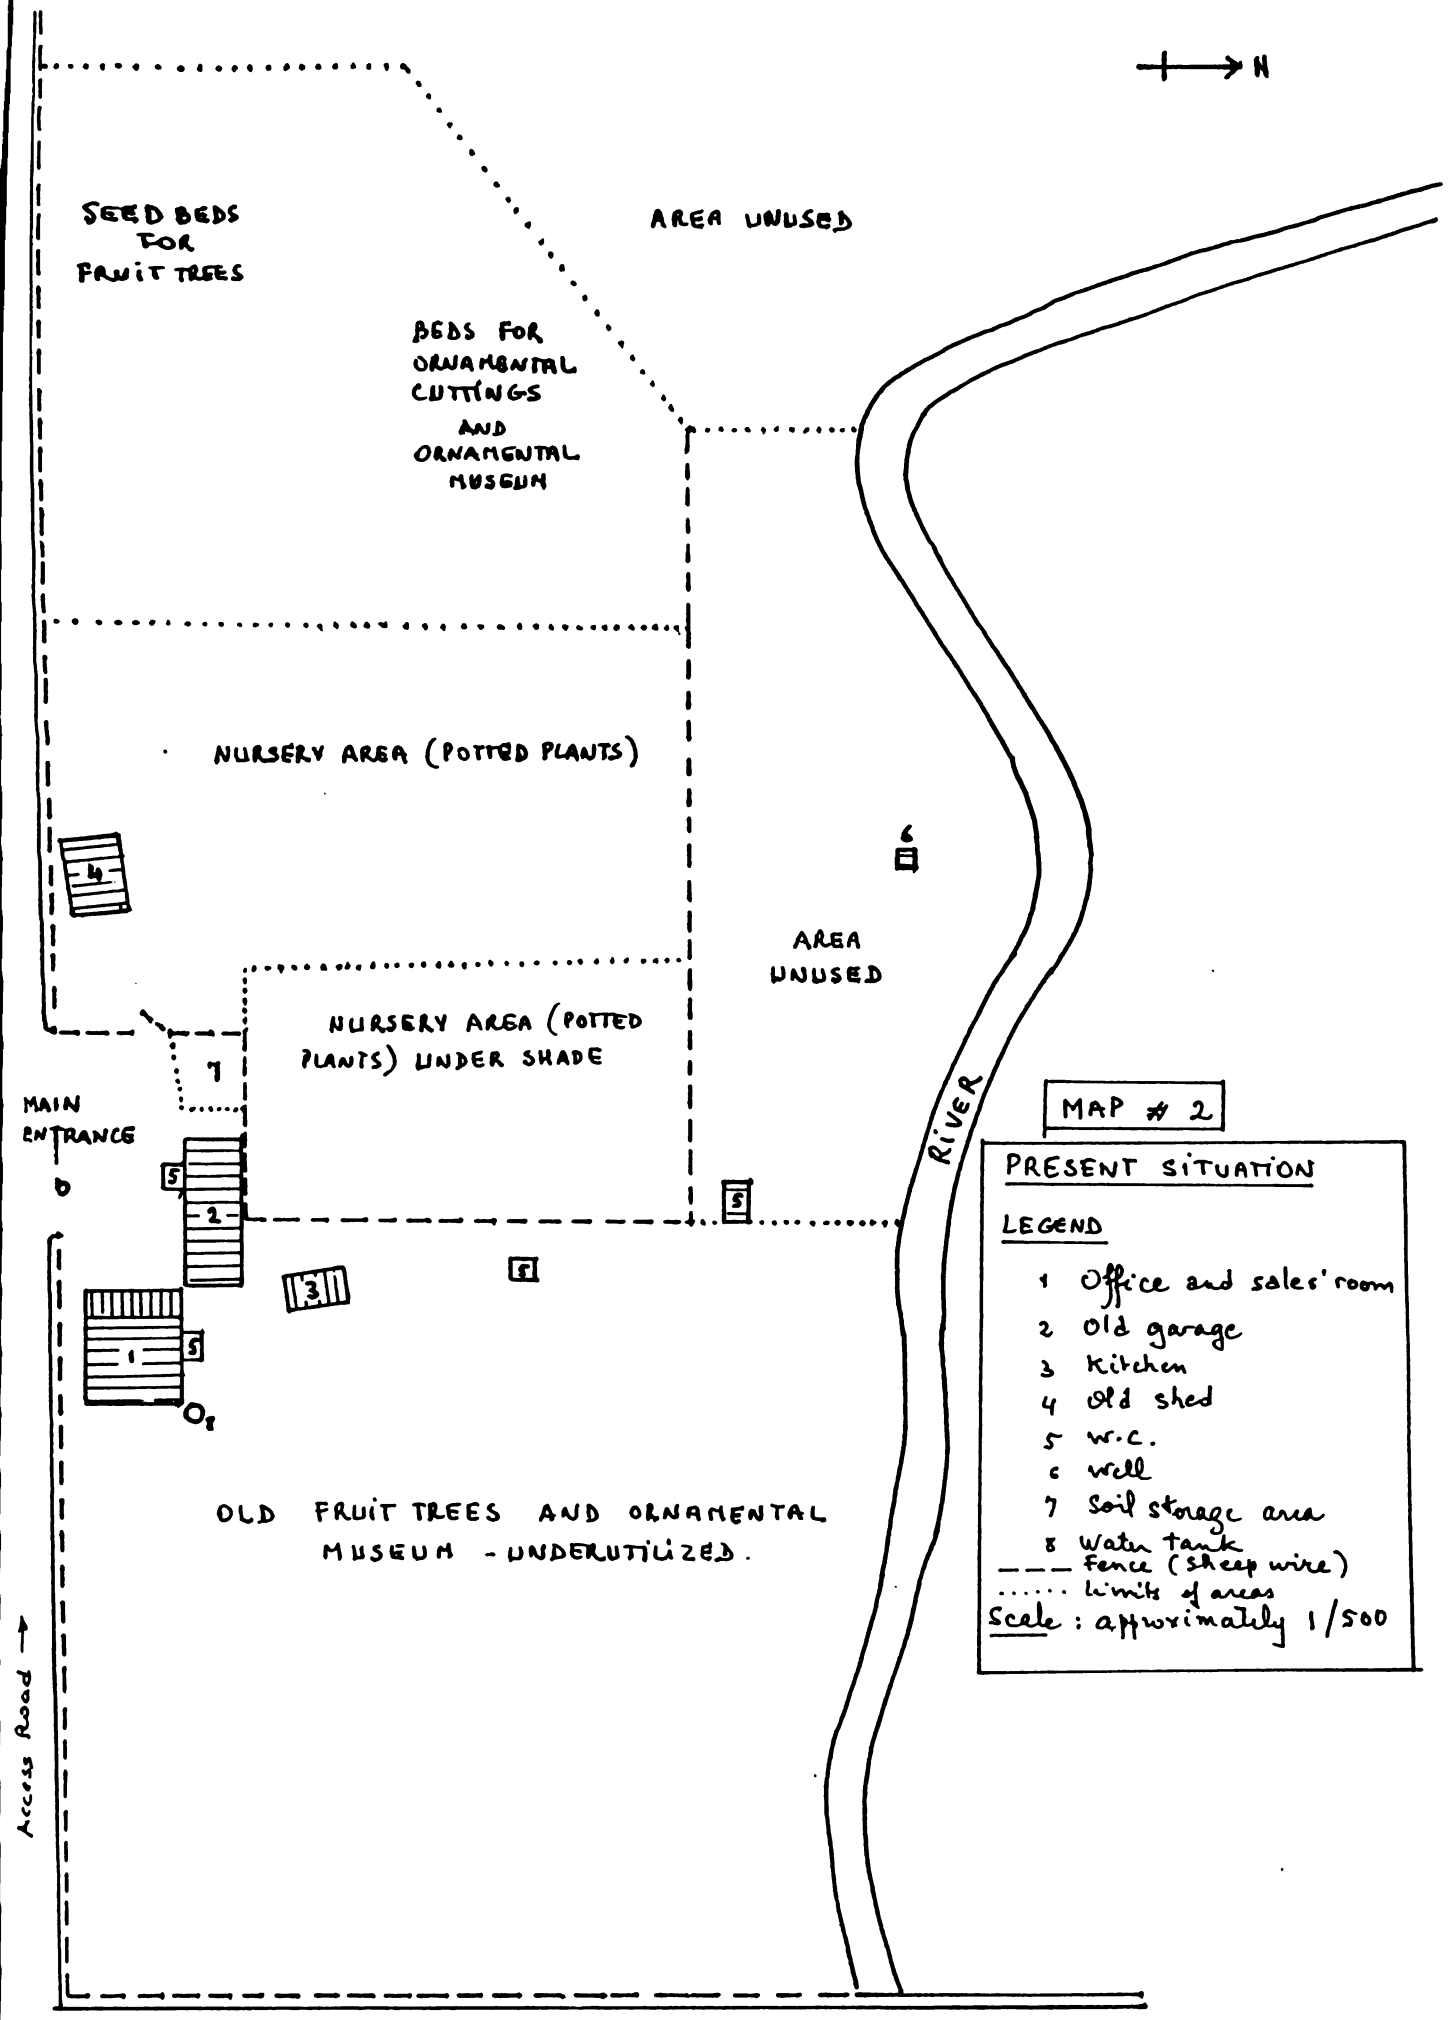 N
SEED BEDS
FOR
FRUIT TREES
AREA UNUSED
BEDS FOR
ORNAMENTAL
CUTTINGS
AND
ORNAMENTAL
MUSEUM
NURSERY AREA (POTTED PLANTS)
4
6
AREA
UNUSED
NURSERY AREA (POTTED
PLANTS) UNDER SHADE
7
MAIN
ENTRANCE
5
2
5
RIVER
3
5
1
5
8
OLD FRUIT TREES AND ORNAMENTAL
MUSEUM - UNDERUTILIZED.
Access Road →
MAP # 2
PRESENT SITUATION
LEGEND
1 Office and sales' room
2 Old garage
3 Kitchen
4 Old shed
5 W.C.
6 Well
7 Soil storage area
8 Water tank
--- Fence (sheep wire)
...... Limits of areas
Scale : approximately 1/500